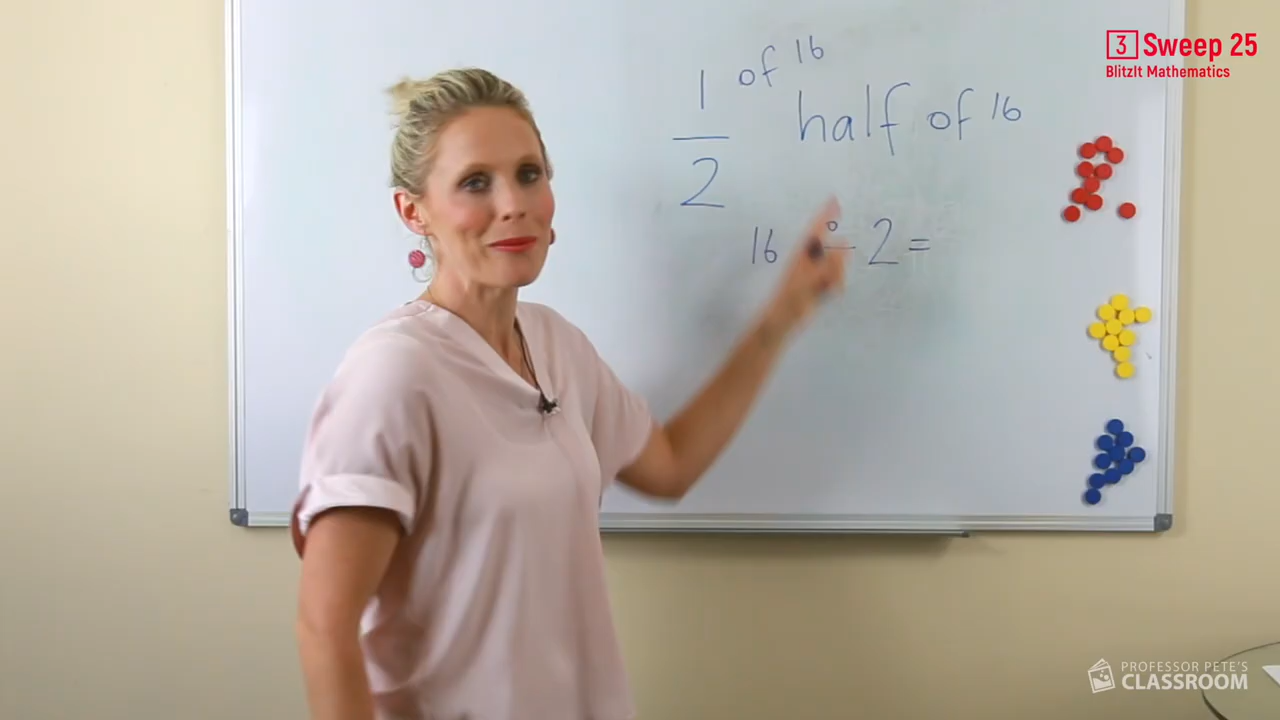 3 Sweep 25
BlitzIt Mathematics
1/2 of 16
half of 16
16 ÷ 2 =
PROFESSOR PETE'S
CLASSROOM